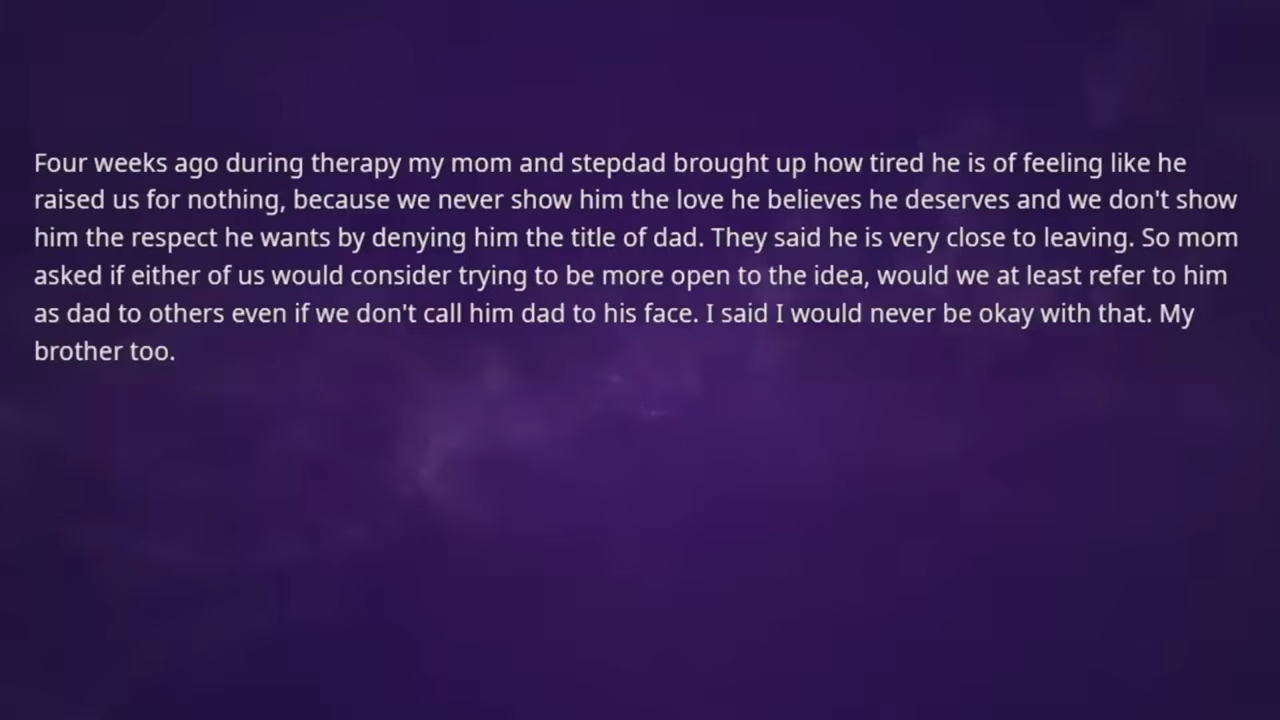 Four weeks ago during therapy my mom and stepdad brought up how tired he is of feeling like he
raised us for nothing, because we never show him the love he believes he deserves and we don't show
him the respect he wants by denying him the title of dad. They said he is very close to leaving. So mom
asked if either of us would consider trying to be more open to the idea, would we at least refer to him
as dad to others even if we don't call him dad to his face. I said I would never be okay with that. My
brother too.